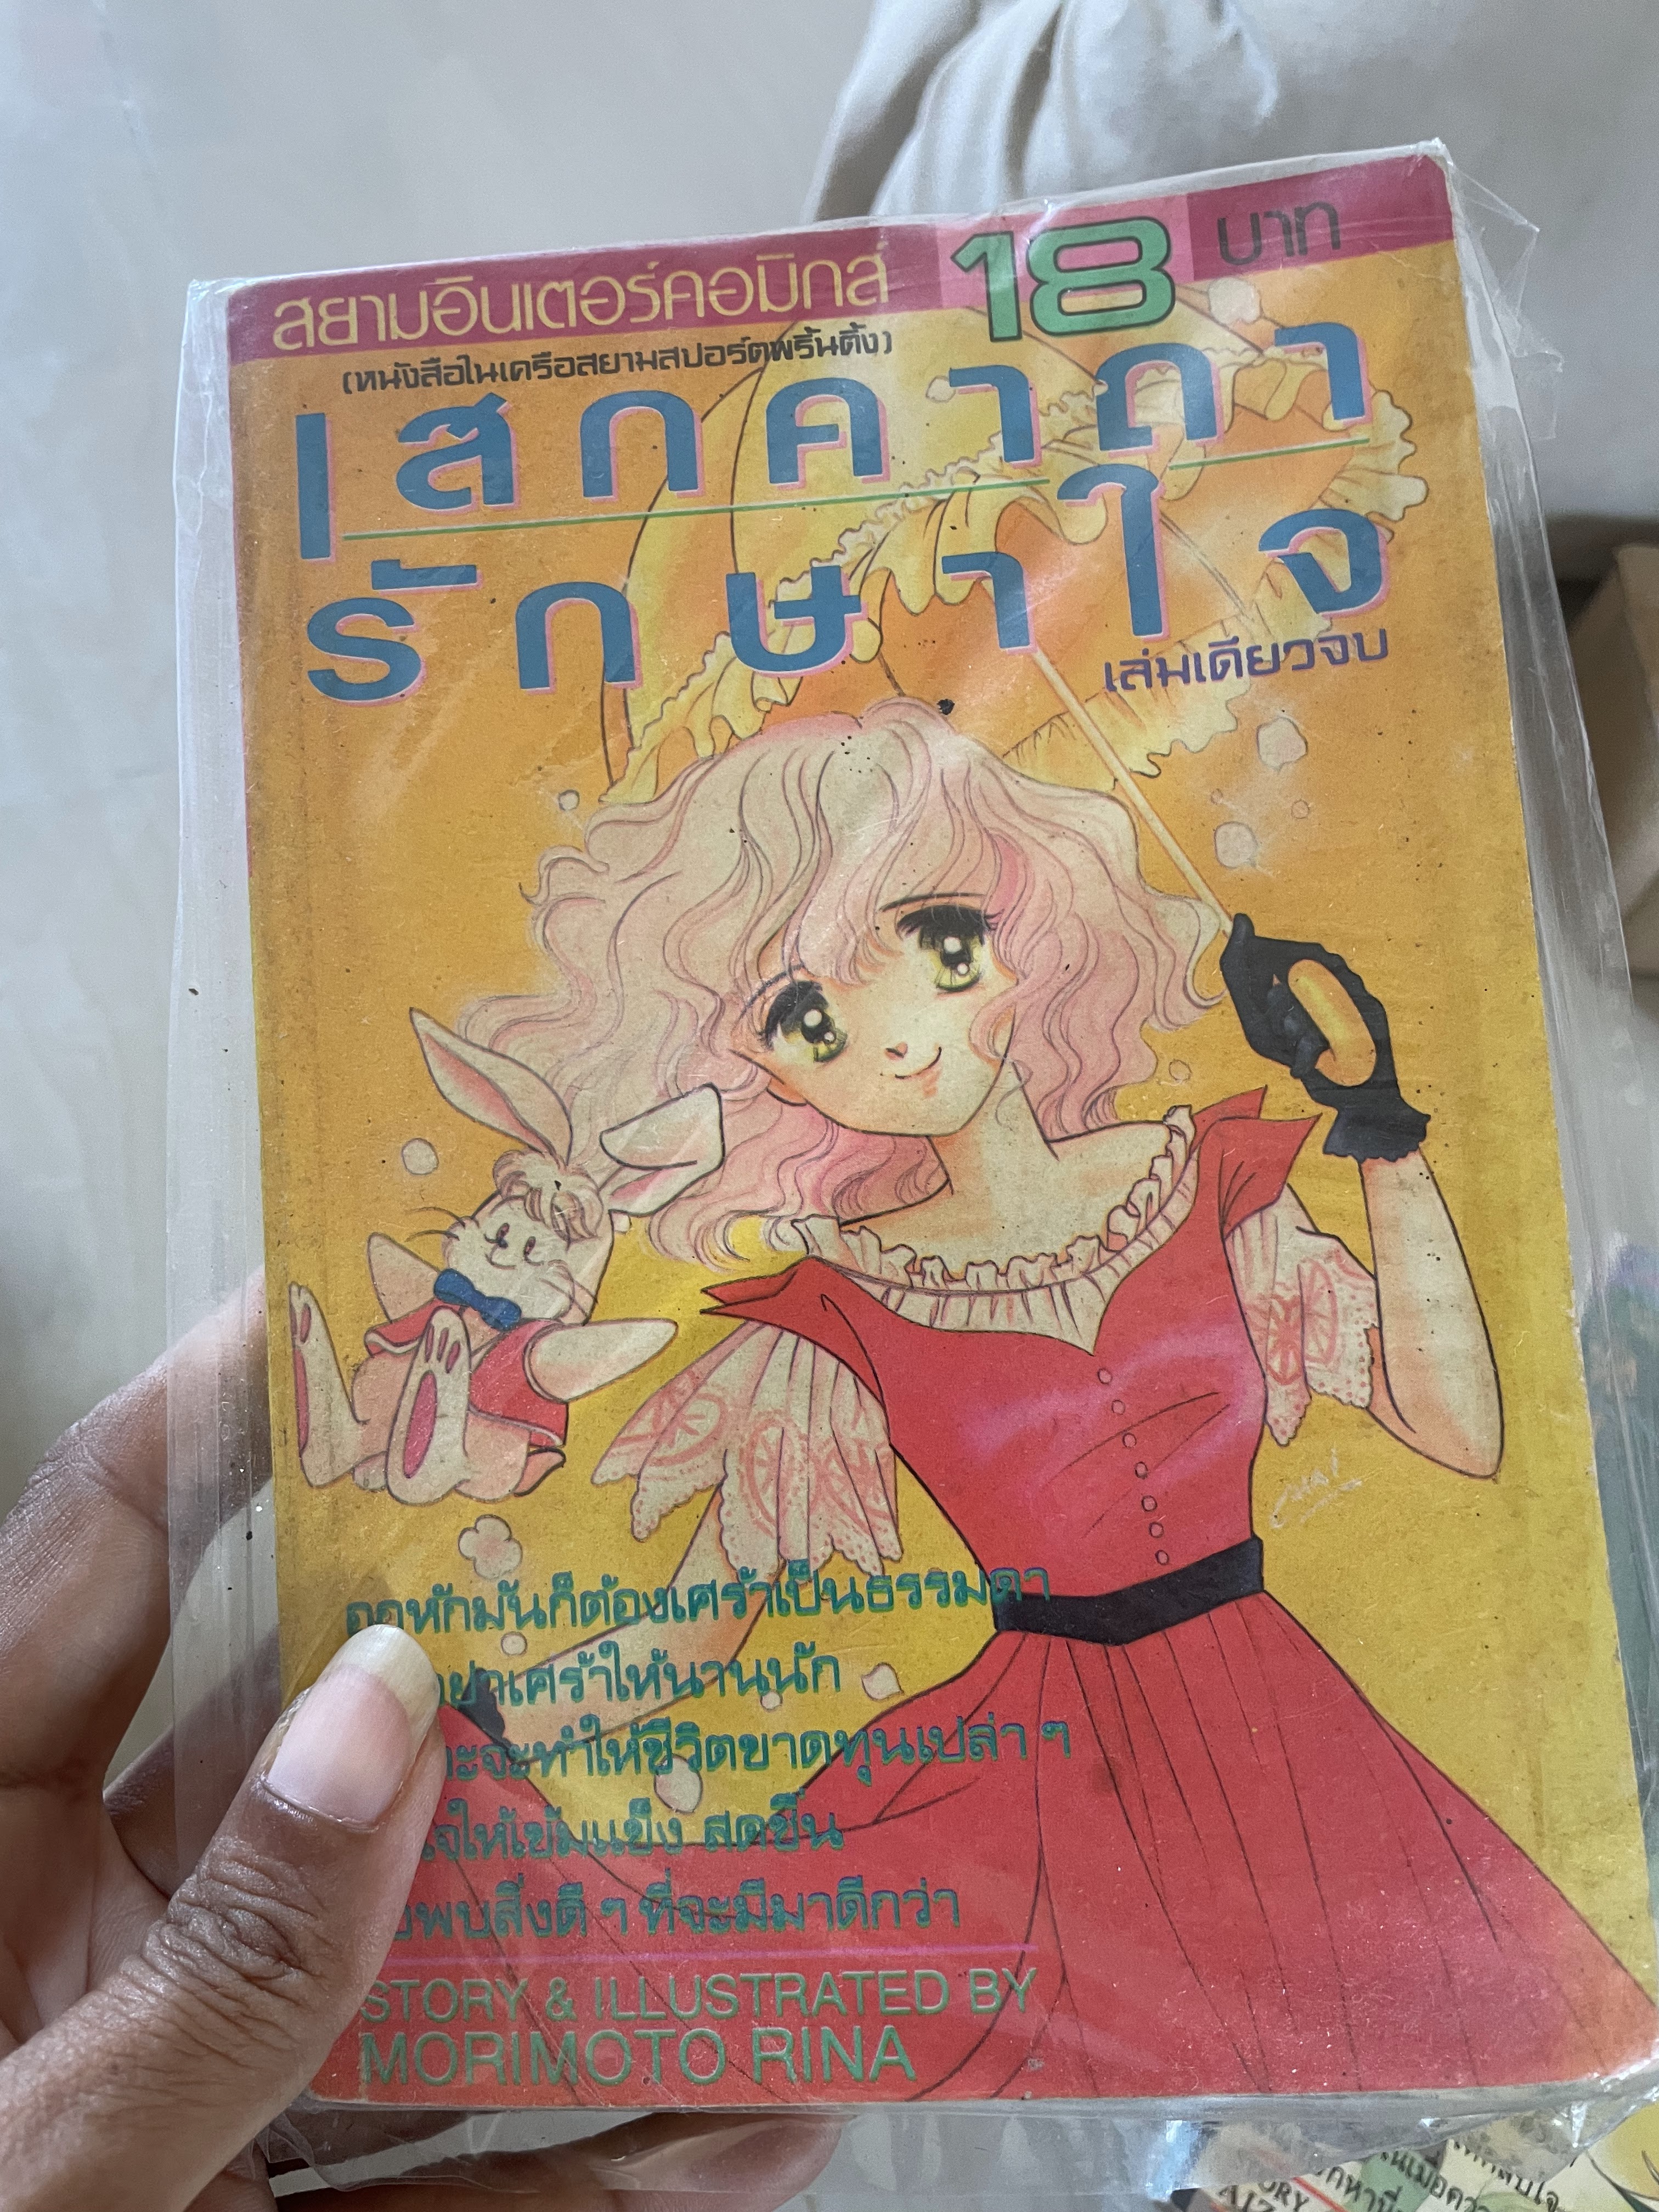 สยามอินเตอร์คอมิกส์ 18 บาท
(หนังสือในเครือสยามสปอร์ตพริ้นติ้ง)
เสกคาถา
รักษาใจ
เล่มเดียวจบ
อกหักมันก็ต้องเศร้าเป็นธรรมดา
อย่าเศร้าให้นานนัก
จะทำให้ชีวิตขาดทุนเปล่า ๆ
ใจให้เข้มแข็ง สดชื่น
พบสิ่งดี ๆ ที่จะมีมาดีกว่า
STORY & ILLUSTRATED BY
MORIMOTO RINA